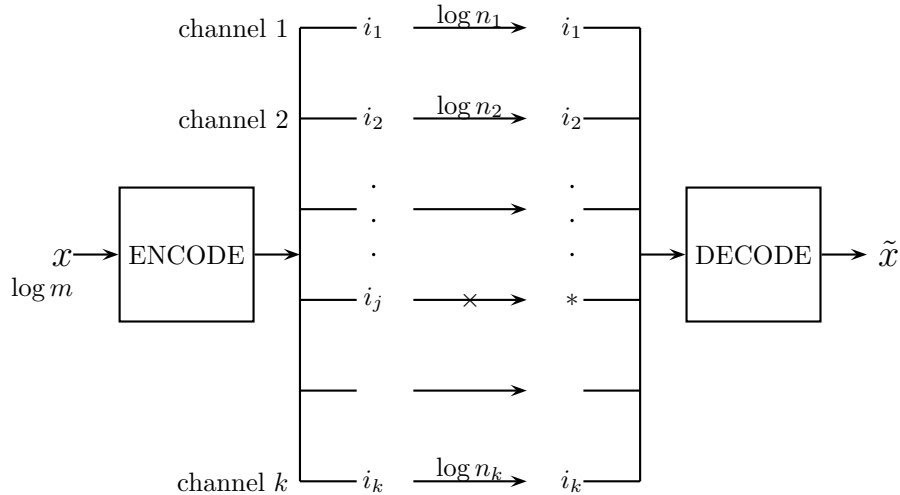 channel 1 i₁ log n₁ i₁
channel 2 i₂ log n₂ i₂
. .
. .
x ENCODE . . DECODE x̃
log m
i_j × *
channel k i_k log n_k i_k